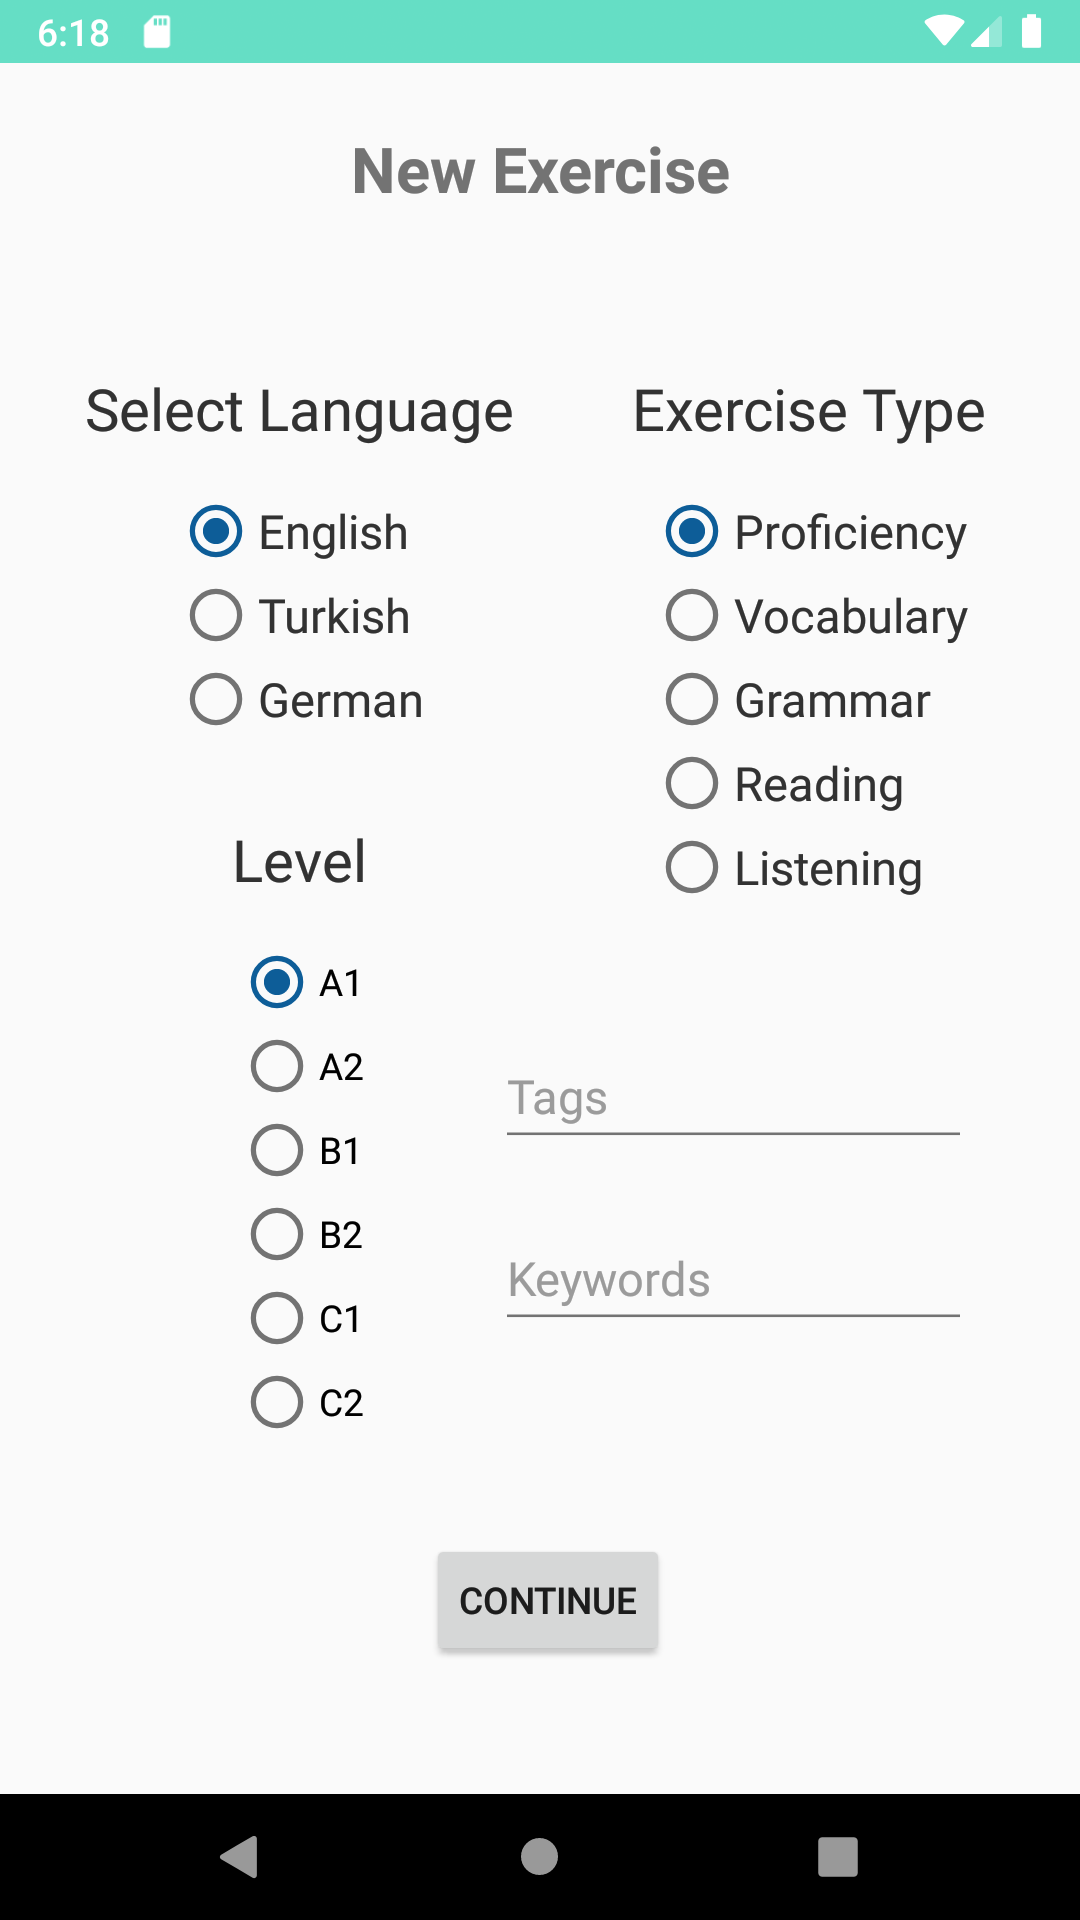 6:18
New Exercise
Select Language
English
Turkish
German
Exercise Type
Proficiency
Vocabulary
Grammar
Reading
Listening
Level
A1
A2
B1
B2
C1
C2
Tags
Keywords
CONTINUE